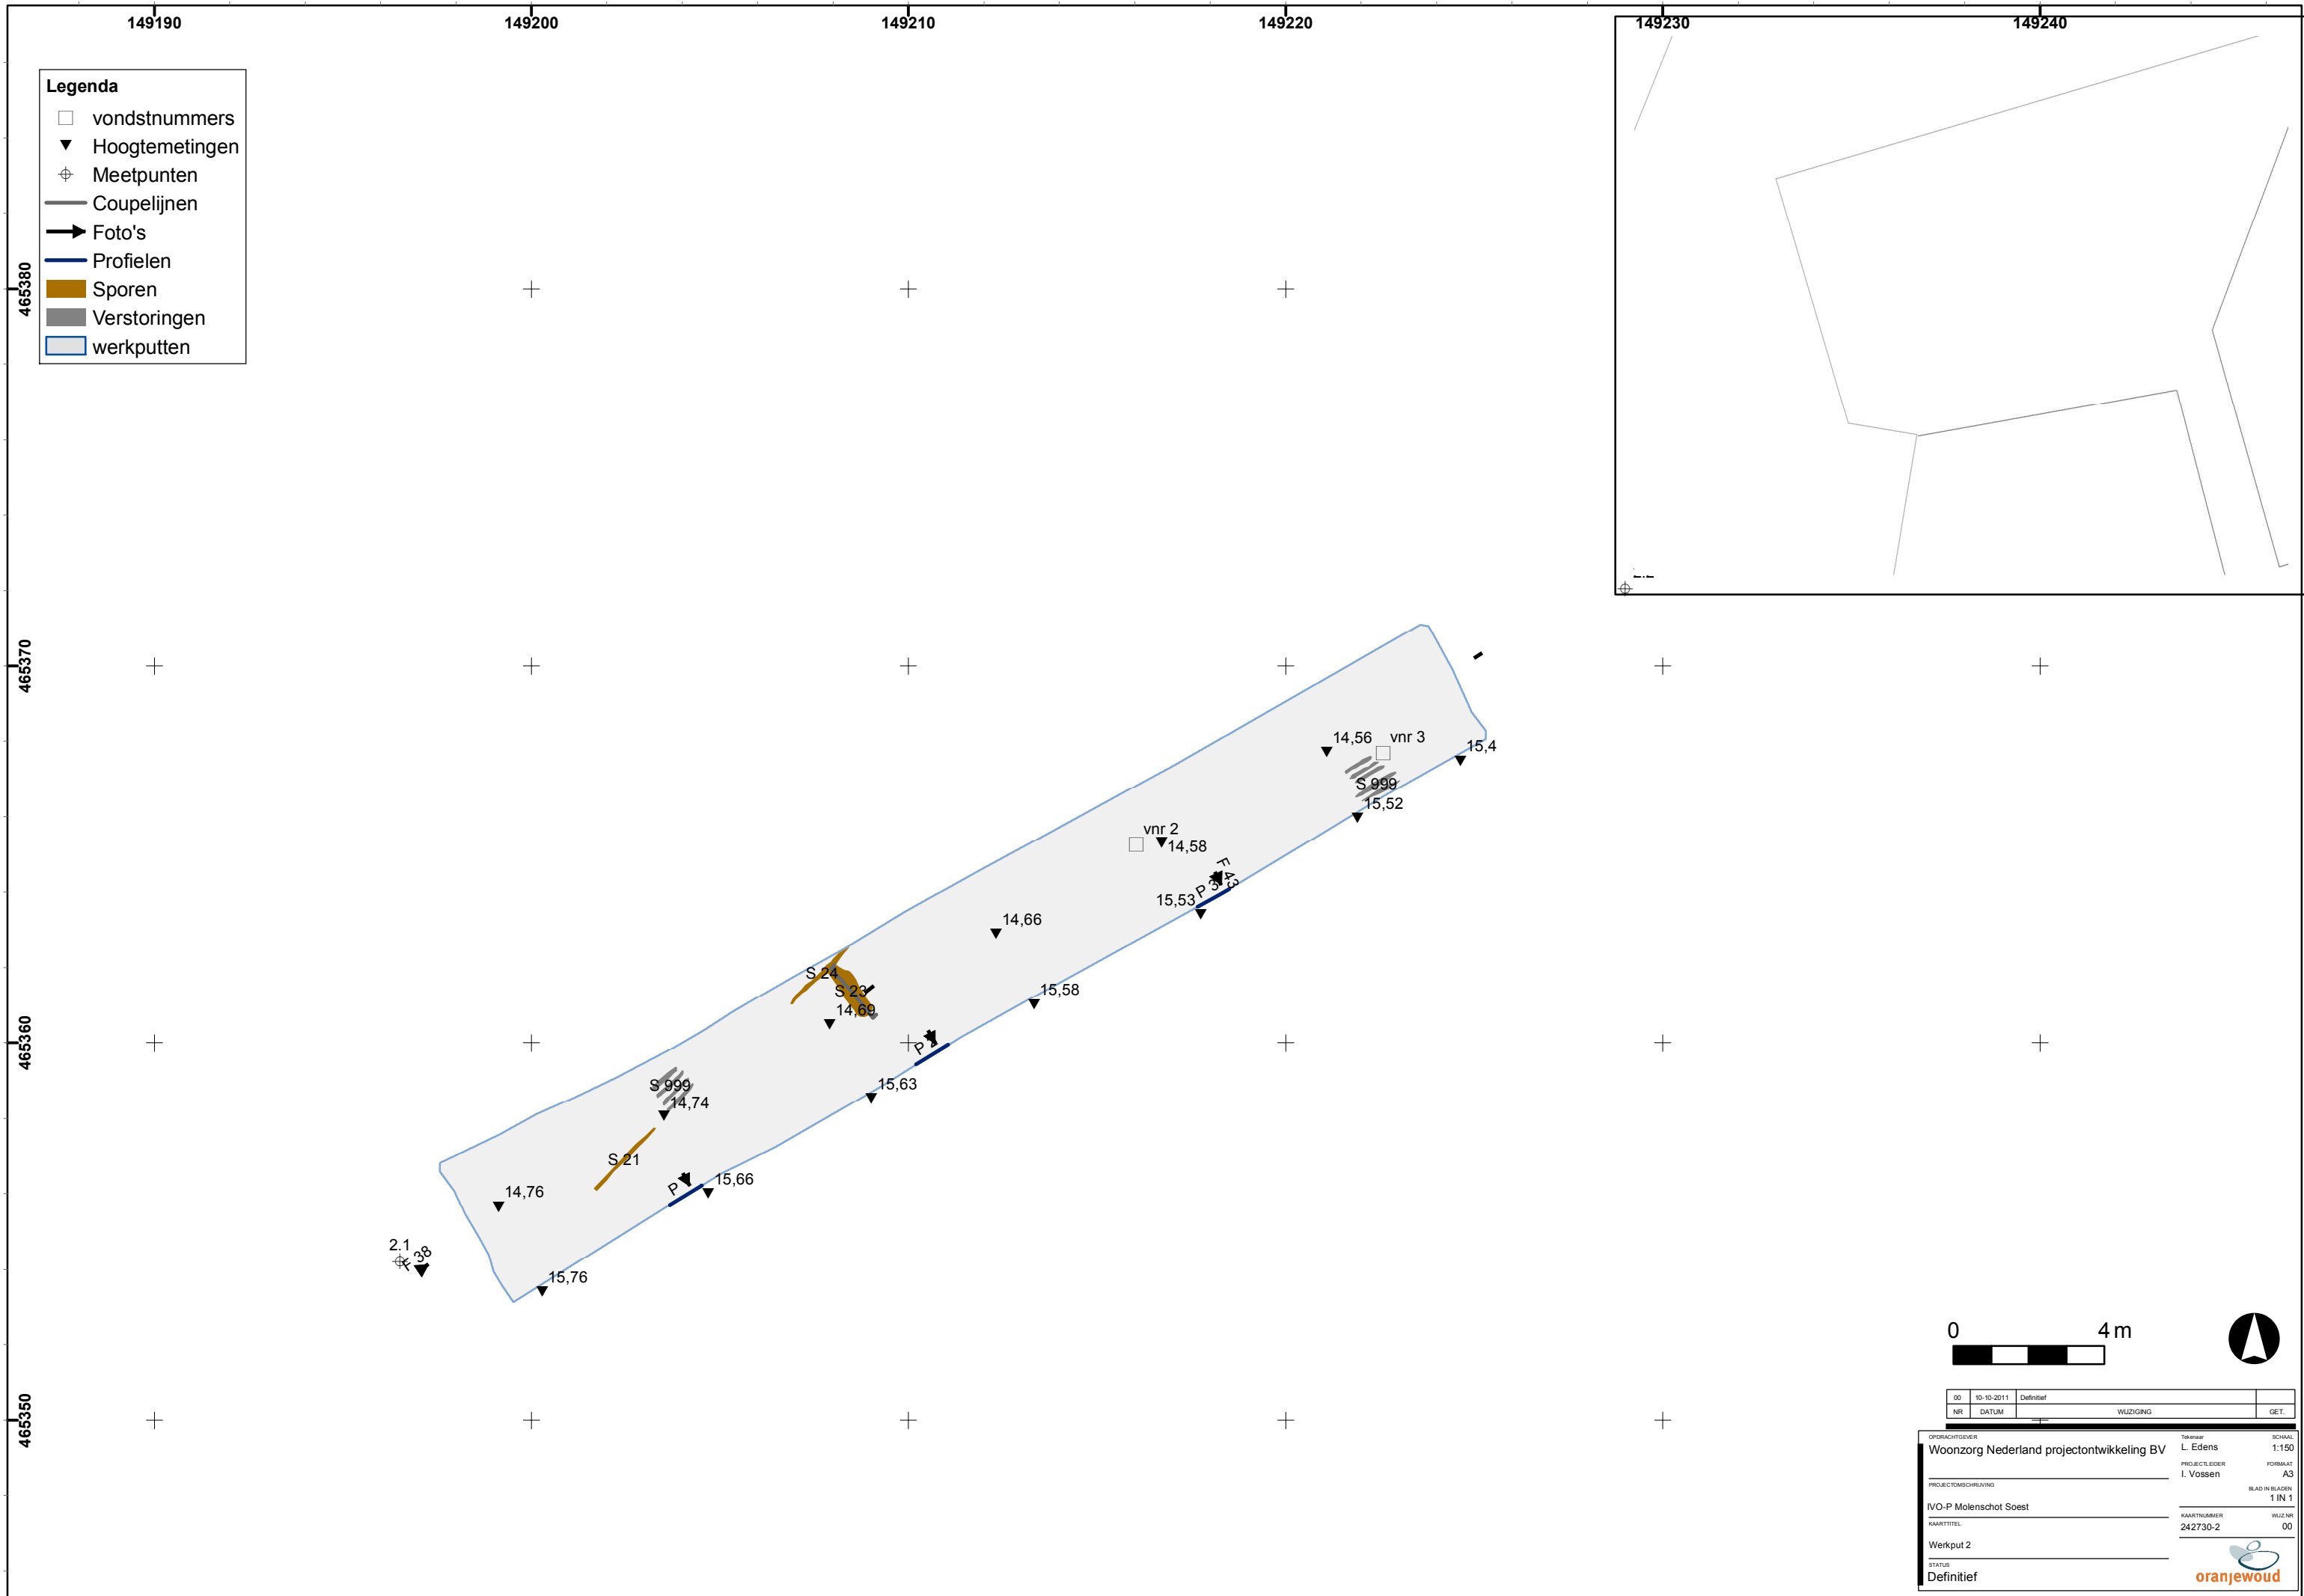 149190 149200 149210 149220 149230 149240
Legenda
vondstnummers
Hoogtemetingen
Meetpunten
Coupelijnen
Foto's
Profielen
Sporen
Verstoringen
werkputten
465380
465370
465360
465350
14,56
vnr 3
15,4
S 999
15,52
vnr 2
14,58
F 43
P 3
15,53
14,66
S 24
S 23
14,69
15,58
P 2
15,63
S 999
14,74
S 21
P
15,66
14,76
2.1
F 38
15,76
0 4 m
00 10-10-2011 Definitief
NR DATUM WIJZIGING GET.
OPDRACHTGEVER
Woonzorg Nederland projectontwikkeling BV
Tekenaar SCHAAL
L. Edens 1:150
PROJECTLEIDER FORMAAT
I. Vossen A3
PROJECTOMSCHRIJVING
IVO-P Molenschot Soest
BLAD IN BLADEN
1 IN 1
KAARTTITEL
Werkput 2
KAARTNUMMER WIJZ.NR
242730-2 00
STATUS
Definitief
oranjewoud